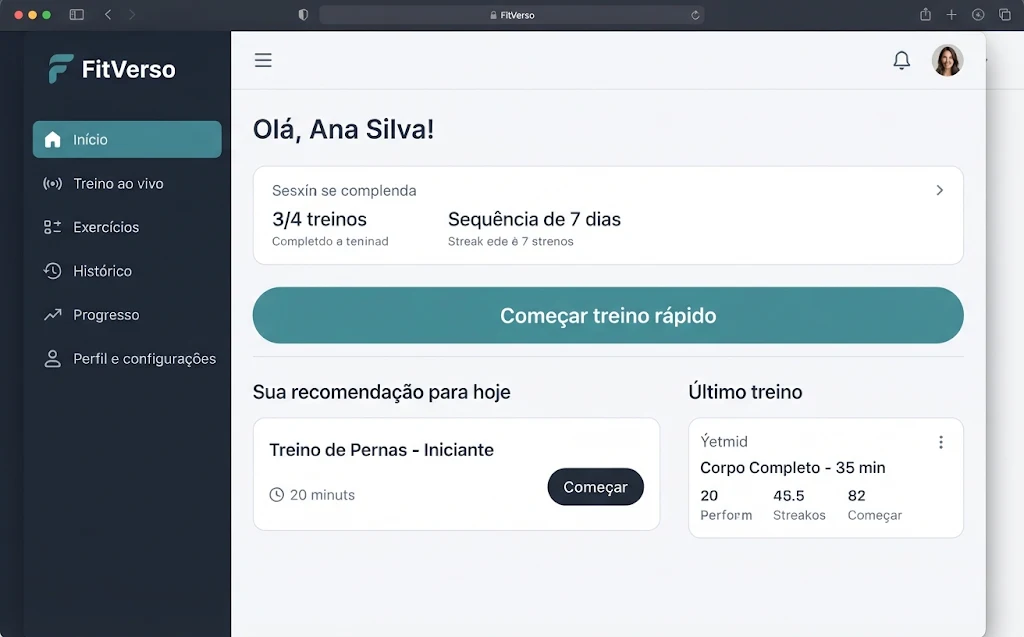 FitVerso
FitVerso
Início
Treino ao vivo
Exercícios
Histórico
Progresso
Perfil e configurações
Olá, Ana Silva!
Sesxín se complenda
3/4 treinos
Completdo a teninad
Sequência de 7 dias
Streak ede ê 7 strenos
Começar treino rápido
Sua recomendação para hoje
Treino de Pernas - Iniciante
20 minuts
Começar
Último treino
Ýetmid
Corpo Completo - 35 min
20 45.5 82
Perform Streakos Começar